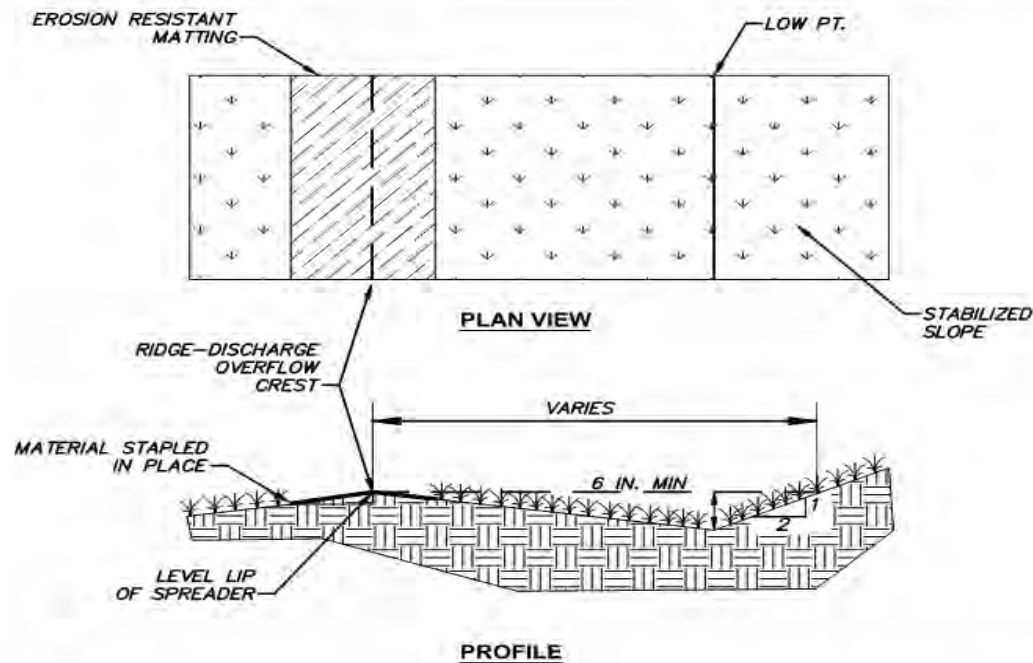 EROSION RESISTANT
MATTING
LOW PT.
PLAN VIEW
STABILIZED
SLOPE
RIDGE–DISCHARGE
OVERFLOW
CREST
VARIES
MATERIAL STAPLED
IN PLACE
6 IN. MIN
1
2
LEVEL LIP
OF SPREADER
PROFILE